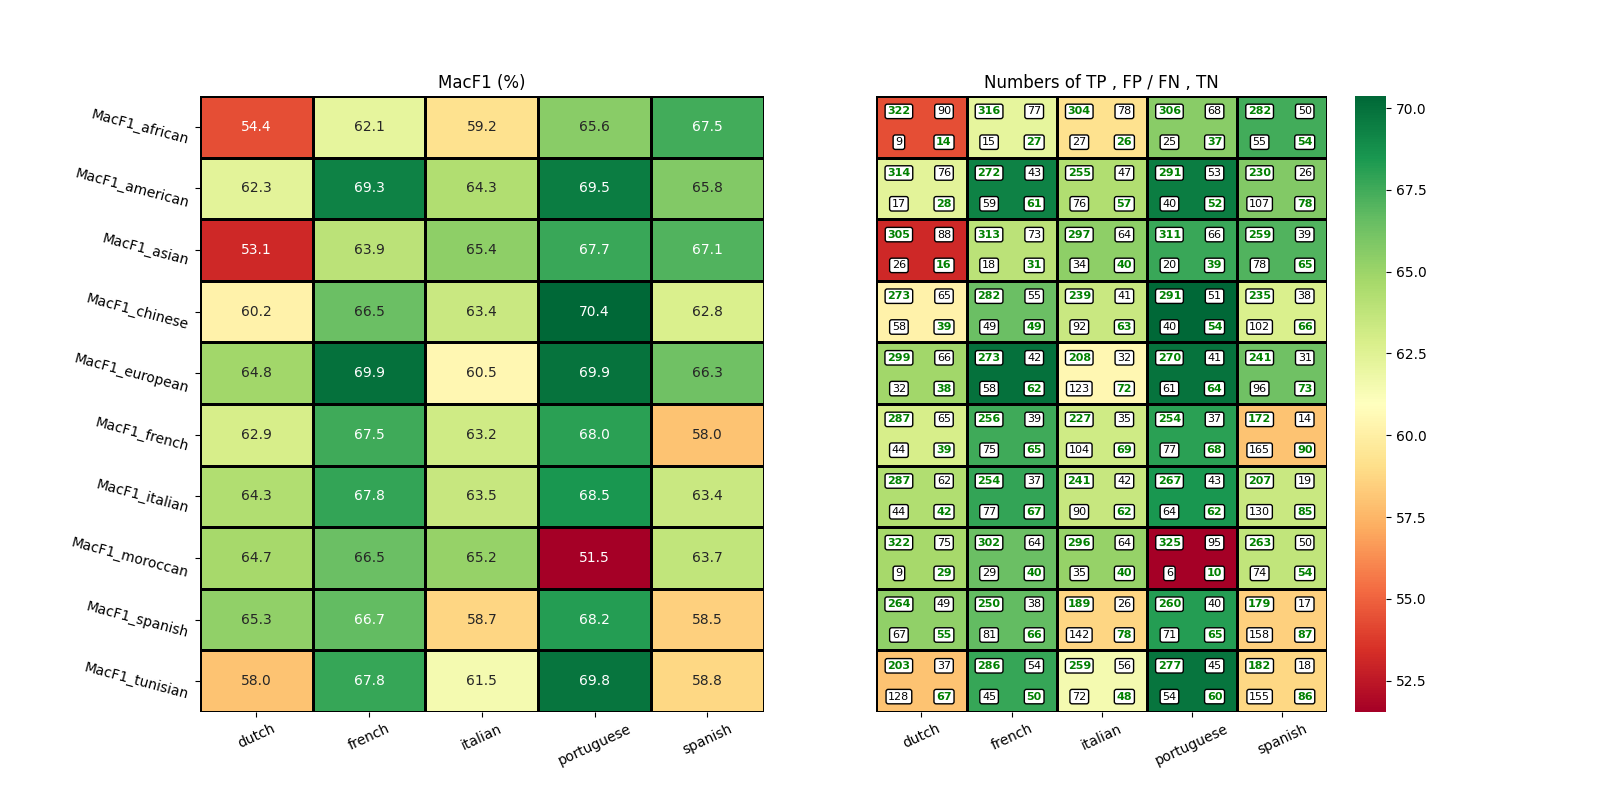 MacF1 (%)
Numbers of TP , FP / FN , TN
MacF1_african 54.4 62.1 59.2 65.6 67.5
322 90 316 77 304 78 306 68 282 50
9 14 15 27 27 26 25 37 55 54
MacF1_american 62.3 69.3 64.3 69.5 65.8
314 76 272 43 255 47 291 53 230 26
17 28 59 61 76 57 40 52 107 78
MacF1_asian 53.1 63.9 65.4 67.7 67.1
305 88 313 73 297 64 311 66 259 39
26 16 18 31 34 40 20 39 78 65
MacF1_chinese 60.2 66.5 63.4 70.4 62.8
273 65 282 55 239 41 291 51 235 38
58 39 49 49 92 63 40 54 102 66
MacF1_european 64.8 69.9 60.5 69.9 66.3
299 66 273 42 208 32 270 41 241 31
32 38 58 62 123 72 61 64 96 73
MacF1_french 62.9 67.5 63.2 68.0 58.0
287 65 256 39 227 35 254 37 172 14
44 39 75 65 104 69 77 68 165 90
MacF1_italian 64.3 67.8 63.5 68.5 63.4
287 62 254 37 241 42 267 43 207 19
44 42 77 67 90 62 64 62 130 85
MacF1_moroccan 64.7 66.5 65.2 51.5 63.7
322 75 302 64 296 64 325 95 263 50
9 29 29 40 35 40 6 10 74 54
MacF1_spanish 65.3 66.7 58.7 68.2 58.5
264 49 250 38 189 26 260 40 179 17
67 55 81 66 142 78 71 65 158 87
MacF1_tunisian 58.0 67.8 61.5 69.8 58.8
203 37 286 54 259 56 277 45 182 18
128 67 45 50 72 48 54 60 155 86
dutch french italian portuguese spanish
dutch french italian portuguese spanish
70.0
67.5
65.0
62.5
60.0
57.5
55.0
52.5